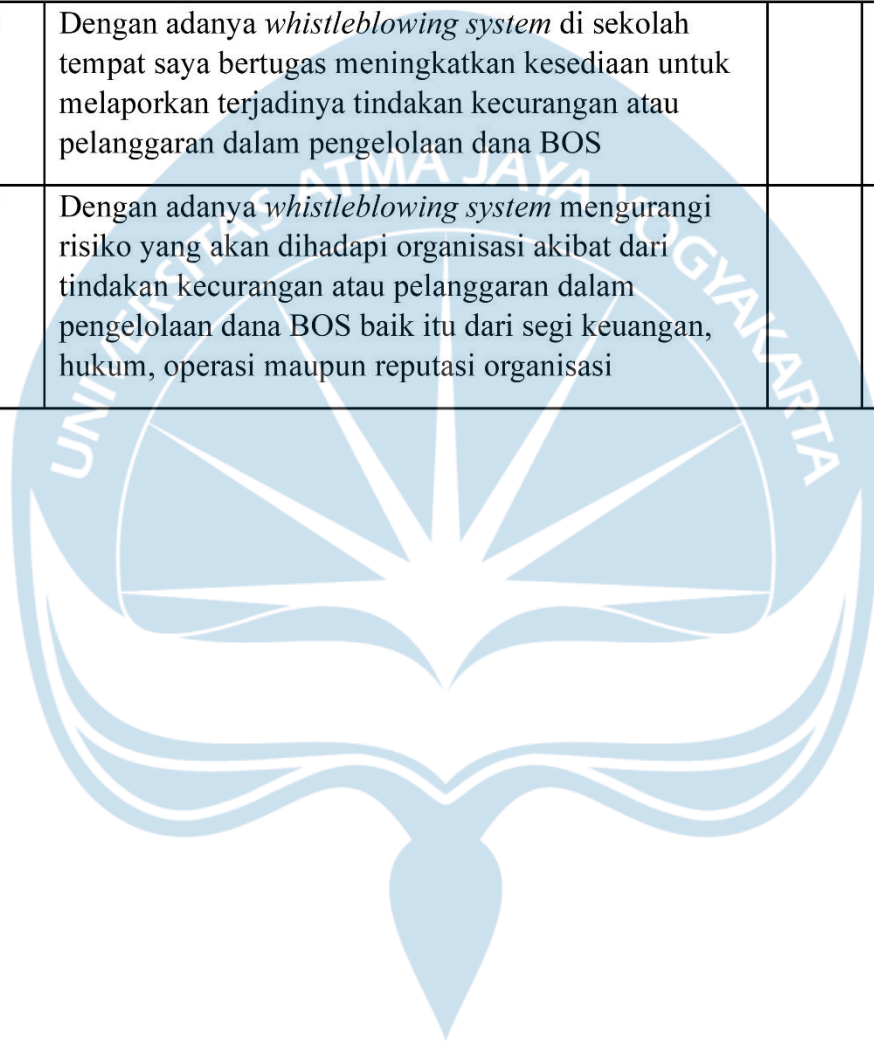 Dengan adanya whistleblowing system di sekolah
tempat saya bertugas meningkatkan kesediaan untuk
melaporkan terjadinya tindakan kecurangan atau
pelanggaran dalam pengelolaan dana BOS
Dengan adanya whistleblowing system mengurangi
risiko yang akan dihadapi organisasi akibat dari
tindakan kecurangan atau pelanggaran dalam
pengelolaan dana BOS baik itu dari segi keuangan,
hukum, operasi maupun reputasi organisasi
UNIVERSITAS ATMA JAYA YOGYAKARTA